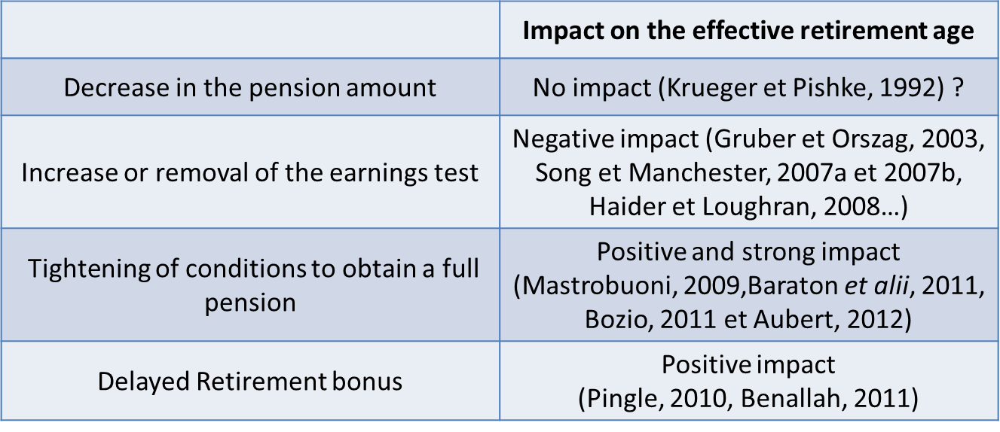 Impact on the effective retirement age
Decrease in the pension amount
No impact (Krueger et Pishke, 1992) ?
Increase or removal of the earnings test
Negative impact (Gruber et Orszag, 2003,
Song et Manchester, 2007a et 2007b,
Haider et Loughran, 2008...)
Tightening of conditions to obtain a full
pension
Positive and strong impact
(Mastrobuoni, 2009,Baraton et alii, 2011,
Bozio, 2011 et Aubert, 2012)
Delayed Retirement bonus
Positive impact
(Pingle, 2010, Benallah, 2011)